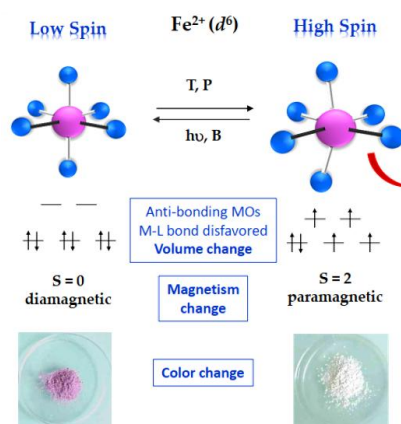 Low Spin
Fe²⁺ (d⁶)
High Spin
T, P
hυ, B
Anti-bonding MOs
M-L bond disfavored
Volume change
S = 0
diamagnetic
S = 2
paramagnetic
Magnetism
change
Color change